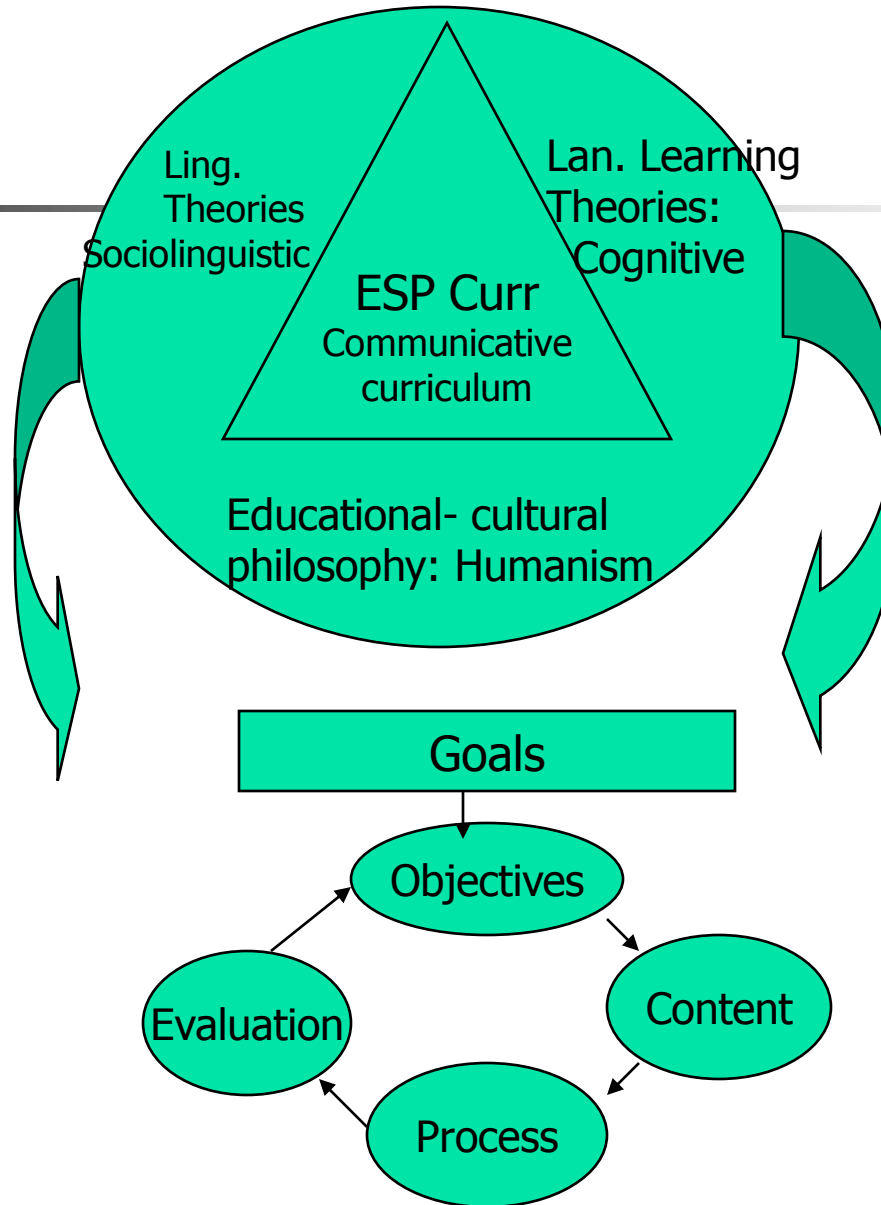 Ling.
Theories
Sociolinguistic
Lan. Learning
Theories:
Cognitive
ESP Curr
Communicative
curriculum
Educational- cultural
philosophy: Humanism
Goals
Objectives
Content
Evaluation
Process